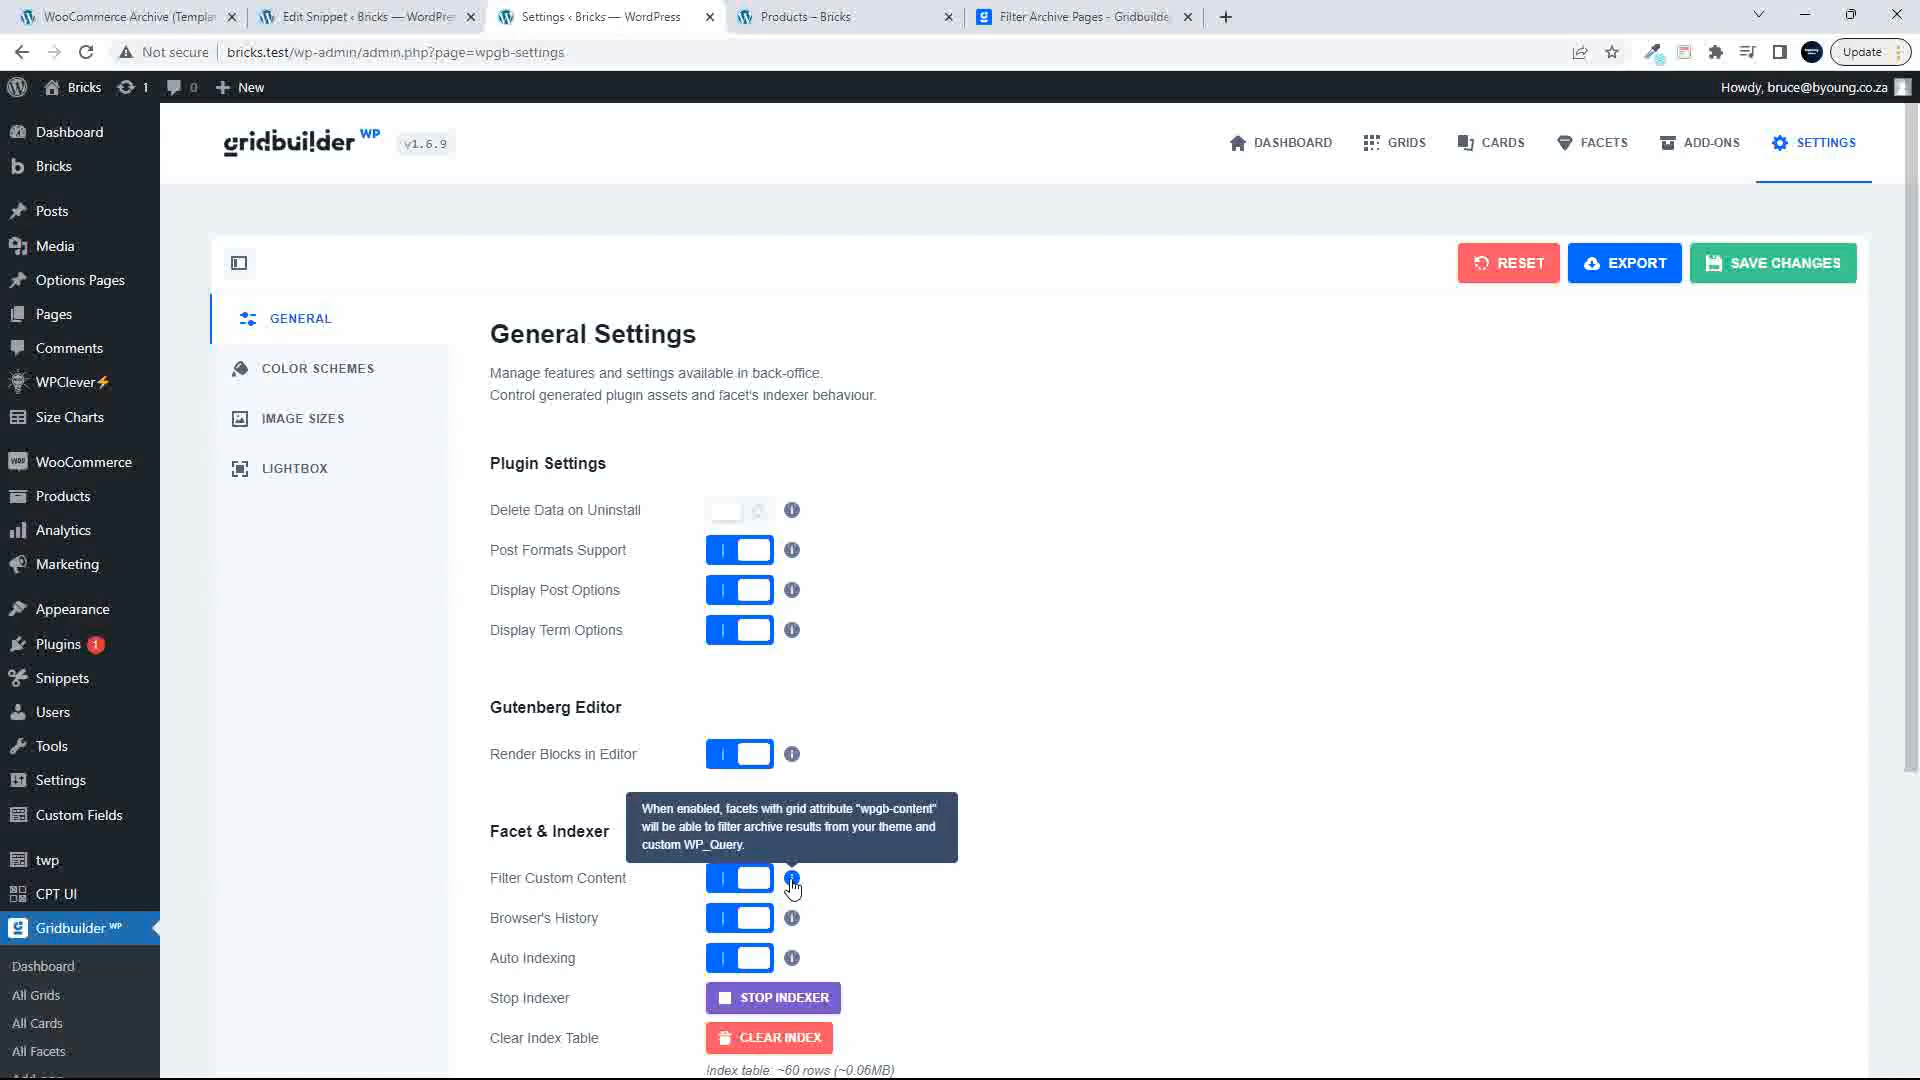 WooCommerce Archive (Templa
Edit Snippet ‹ Bricks — WordPre
Settings ‹ Bricks — WordPress
Products – Bricks
Filter Archive Pages - Gridbuilde
Not secure
bricks.test/wp-admin/admin.php?page=wpgb-settings
Update
Bricks
1
0
New
Howdy, bruce@byoung.co.za
Dashboard
Bricks
Posts
Media
Options Pages
Pages
Comments
WPClever⚡
Size Charts
WooCommerce
Products
Analytics
Marketing
Appearance
Plugins 1
Snippets
Users
Tools
Settings
Custom Fields
twp
CPT UI
Gridbuilder WP
Dashboard
All Grids
All Cards
All Facets
gridbuilder WP
v1.6.9
DASHBOARD
GRIDS
CARDS
FACETS
ADD-ONS
SETTINGS
RESET
EXPORT
SAVE CHANGES
GENERAL
COLOR SCHEMES
IMAGE SIZES
LIGHTBOX
General Settings
Manage features and settings available in back-office.
Control generated plugin assets and facet's indexer behaviour.
Plugin Settings
Delete Data on Uninstall
Post Formats Support
Display Post Options
Display Term Options
Gutenberg Editor
Render Blocks in Editor
When enabled, facets with grid attribute "wpgb-content"
will be able to filter archive results from your theme and
custom WP_Query.
Facet & Indexer
Filter Custom Content
Browser's History
Auto Indexing
Stop Indexer
STOP INDEXER
Clear Index Table
CLEAR INDEX
Index table: ~60 rows (~0.06MB)